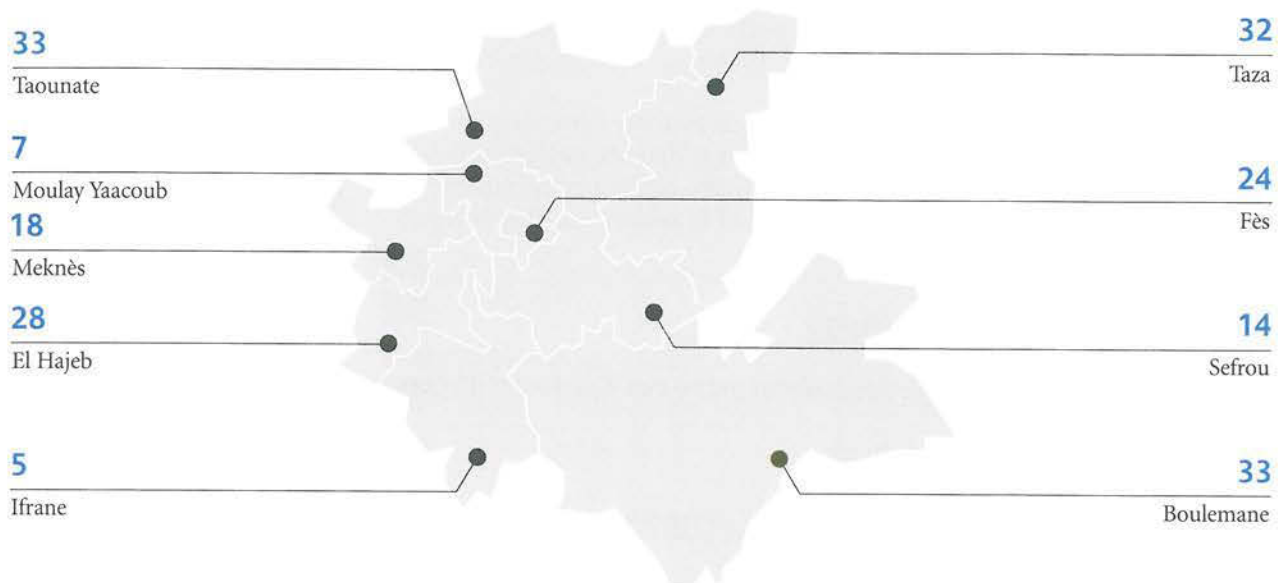 33
Taounate
7
Moulay Yaacoub
18
Meknès
28
El Hajeb
5
Ifrane
32
Taza
24
Fès
14
Sefrou
33
Boulemane